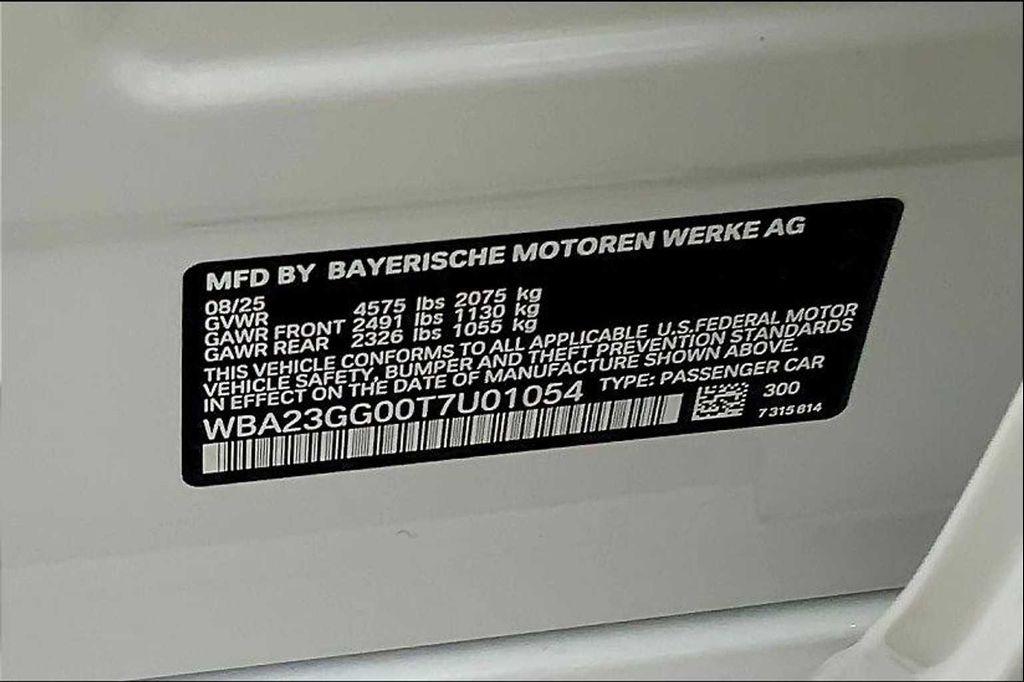 MFD BY BAYERISCHE MOTOREN WERKE AG
08/25
GVWR 4575 lbs 2075 kg
GAWR FRONT 2491 lbs 1130 kg
GAWR REAR 2326 lbs 1055 kg
THIS VEHICLE CONFORMS TO ALL APPLICABLE U.S.FEDERAL MOTOR
VEHICLE SAFETY, BUMPER AND THEFT PREVENTION STANDARDS
IN EFFECT ON THE DATE OF MANUFACTURE SHOWN ABOVE.
WBA23GG00T7U01054 TYPE: PASSENGER CAR
300
7315814